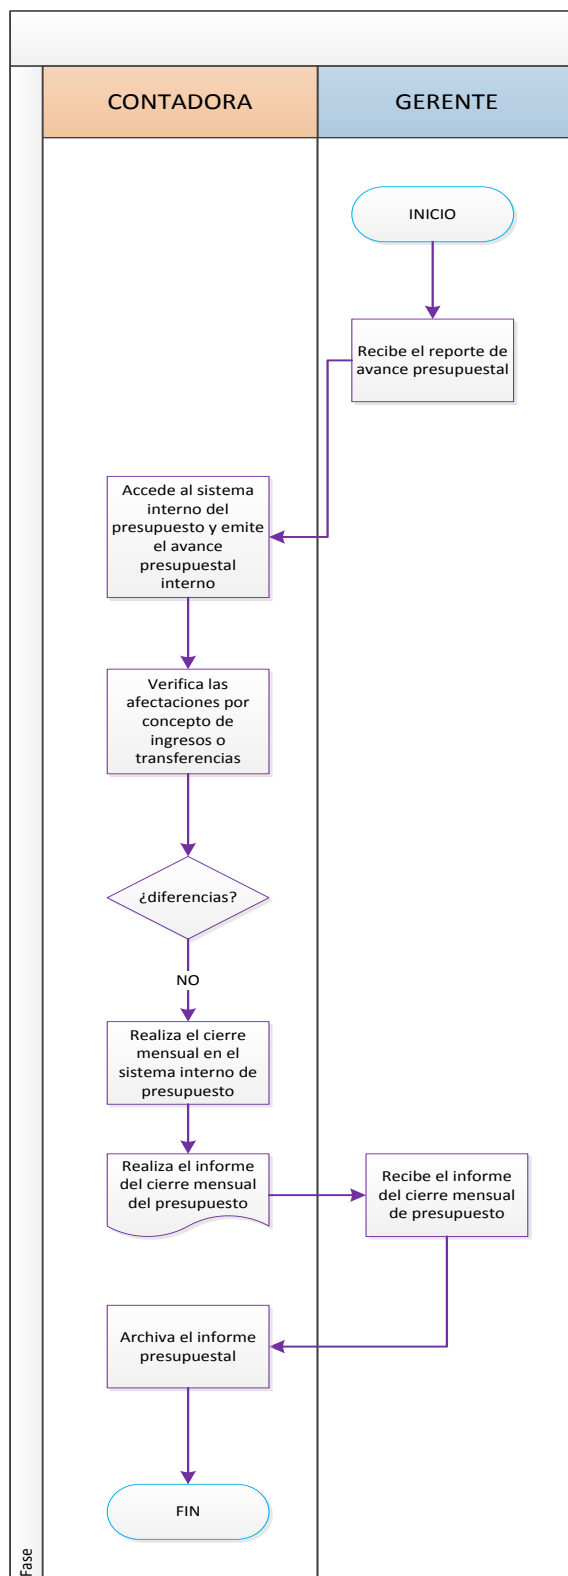 CONTADORA
GERENTE
INICIO
Recibe el reporte de
avance presupuestal
Accede al sistema
interno del
presupuesto y emite
el avance
presupuestal
interno
Verifica las
afectaciones por
concepto de
ingresos o
transferencias
¿diferencias?
NO
Realiza el cierre
mensual en el
sistema interno de
presupuesto
Realiza el informe
del cierre mensual
del presupuesto
Recibe el informe
del cierre mensual
de presupuesto
Archiva el informe
presupuestal
FIN
Fase